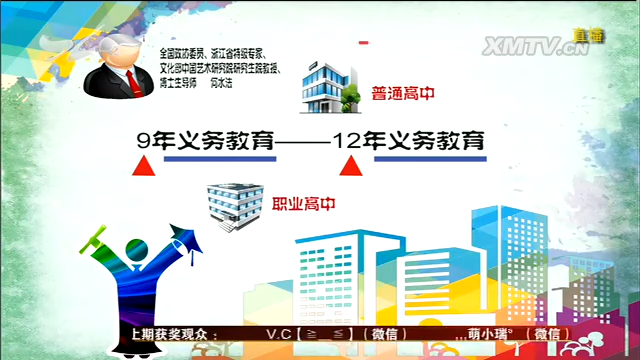 直播
XMTV.CN
全国政协委员、浙江省特级专家、
文化部中国艺术研究院研究生院教授、
博士生导师 何水法
普通高中
9年义务教育——12年义务教育
职业高中
上期获奖观众： V.C【≧ ≦】（微信） ...萌小瑞°（微信）